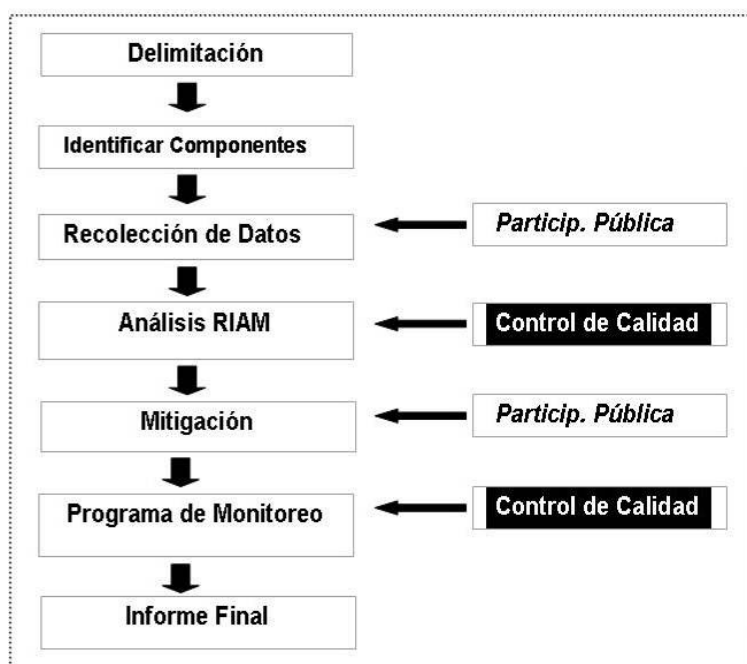 Delimitación
Identificar Componentes
Recolección de Datos
Particip. Pública
Análisis RIAM
Control de Calidad
Mitigación
Particip. Pública
Programa de Monitoreo
Control de Calidad
Informe Final